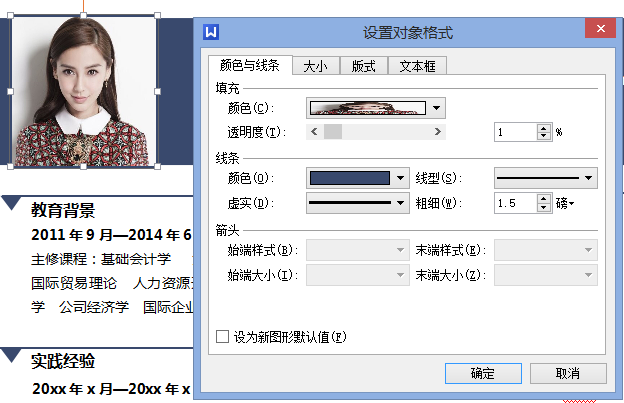 设置对象格式
颜色与线条 大小 版式 文本框
填充
颜色(C):
透明度(T): 1 %
线条
颜色(O): 线型(S):
虚实(D): 粗细(W): 1.5 磅
箭头
始端样式(B): 末端样式(E):
始端大小(I): 末端大小(Z):
设为新图形默认值(F)
确定 取消
教育背景
2011 年 9 月—2014 年 6
主修课程：基础会计学
国际贸易理论 人力资源
学 公司经济学 国际企业
实践经验
20xx 年 x 月—20xx 年 x